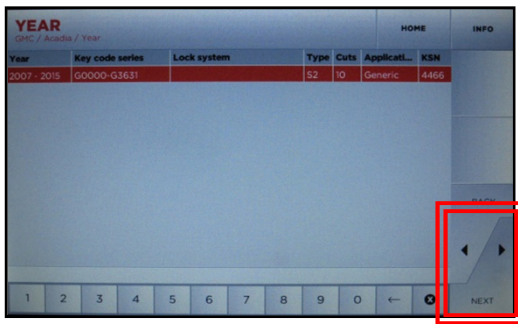 YEAR
GMC / Acadia / Year
HOME
INFO
Year Key code series Lock system Type Cuts Applicati... KSN
2007 - 2015 G0000-G3631 S2 10 Generic 4466
BACK
1 2 3 4 5 6 7 8 9 0 ←
NEXT